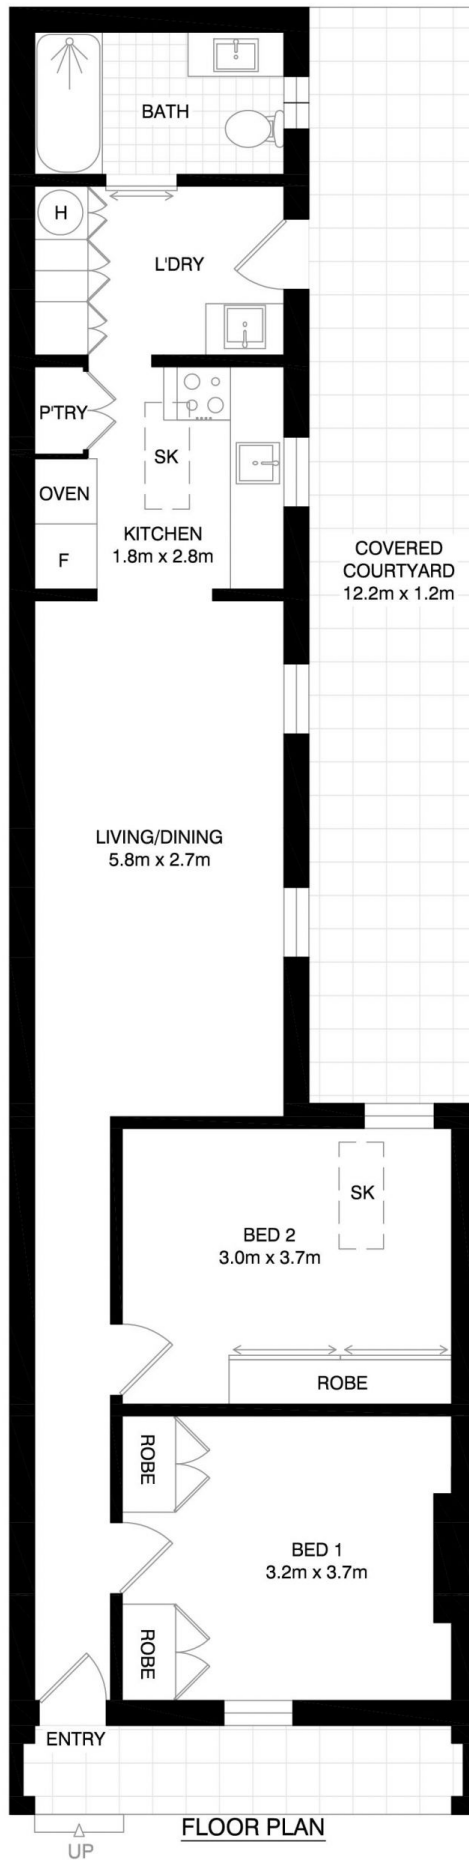 BATH
H
L'DRY
P'TRY
SK
OVEN
KITCHEN
1.8m x 2.8m
F
COVERED
COURTYARD
12.2m x 1.2m
LIVING/DINING
5.8m x 2.7m
SK
BED 2
3.0m x 3.7m
ROBE
ROBE
BED 1
3.2m x 3.7m
ROBE
ENTRY
FLOOR PLAN
UP